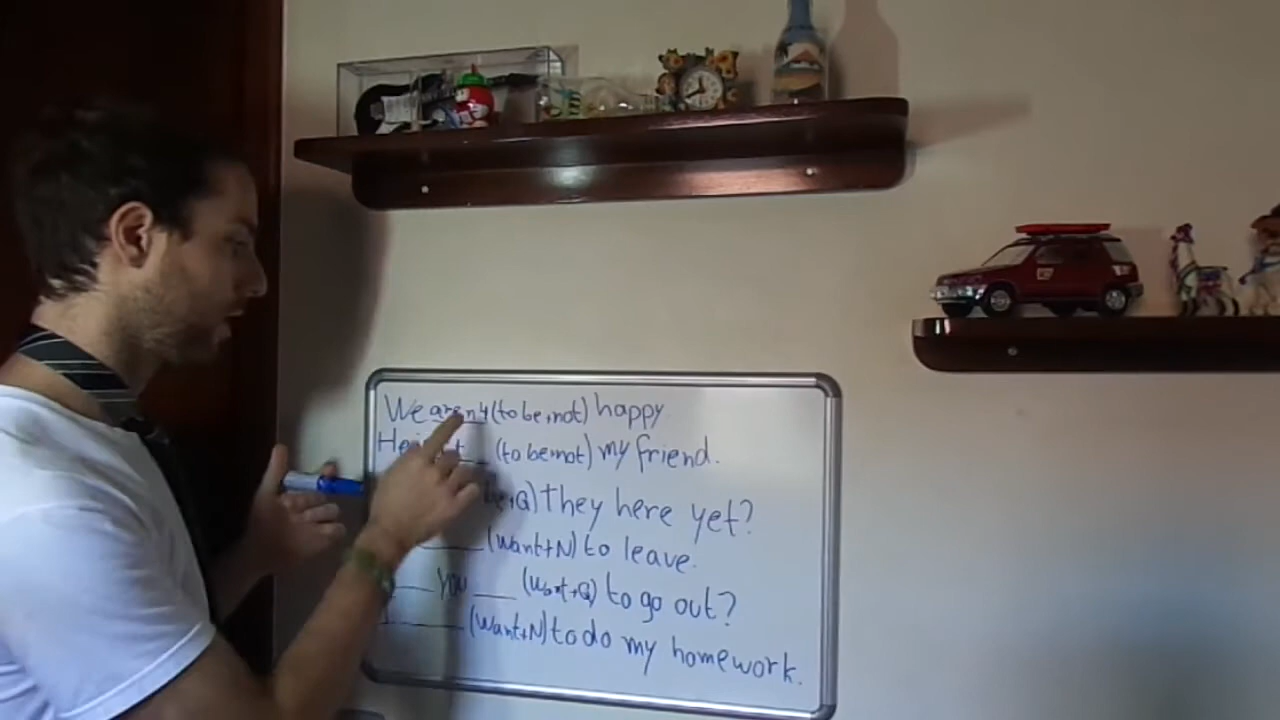 We aren't (to be+not) happy
He (to be+not) my friend.
they here yet?
(want+N) to leave.
you ___ (want+Q) to go out?
(want+N) to do my homework.